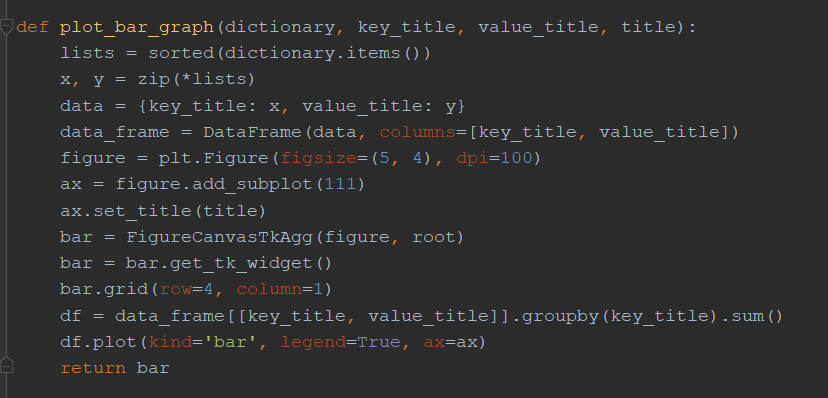 def plot_bar_graph(dictionary, key_title, value_title, title):
    lists = sorted(dictionary.items())
    x, y = zip(*lists)
    data = {key_title: x, value_title: y}
    data_frame = DataFrame(data, columns=[key_title, value_title])
    figure = plt.Figure(figsize=(5, 4), dpi=100)
    ax = figure.add_subplot(111)
    ax.set_title(title)
    bar = FigureCanvasTkAgg(figure, root)
    bar = bar.get_tk_widget()
    bar.grid(row=4, column=1)
    df = data_frame[[key_title, value_title]].groupby(key_title).sum()
    df.plot(kind='bar', legend=True, ax=ax)
    return bar